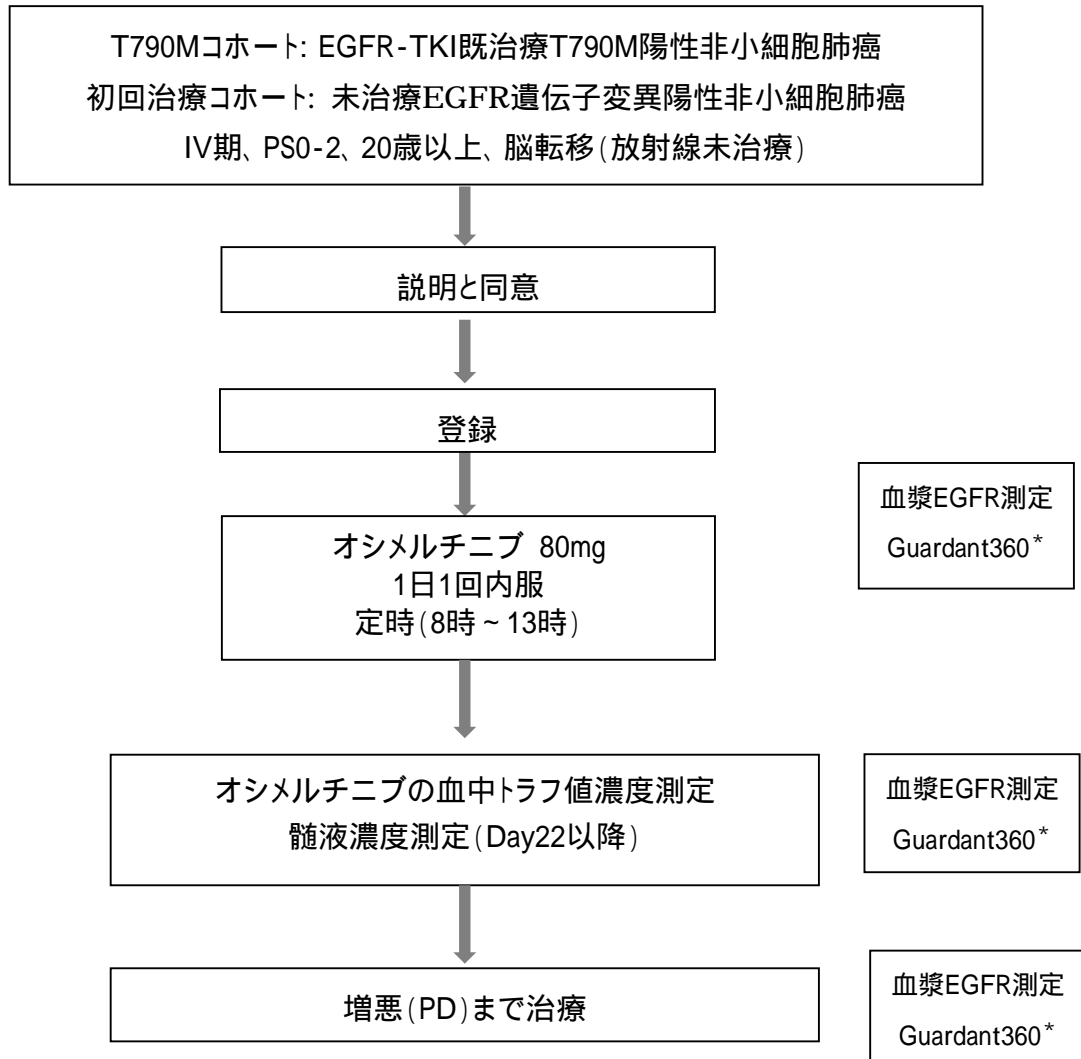 T790Mコホート: EGFR-TKI既治療T790M陽性非小細胞肺癌
初回治療コホート: 未治療EGFR遺伝子変異陽性非小細胞肺癌
IV期、PS0-2、20歳以上、脳転移(放射線未治療)
説明と同意
登録
血漿EGFR測定
Guardant360*
オシメルチニブ 80mg
1日1回内服
定時(8時~13時)
オシメルチニブの血中トラフ値濃度測定
髄液濃度測定(Day22以降)
血漿EGFR測定
Guardant360*
増悪(PD)まで治療
血漿EGFR測定
Guardant360*